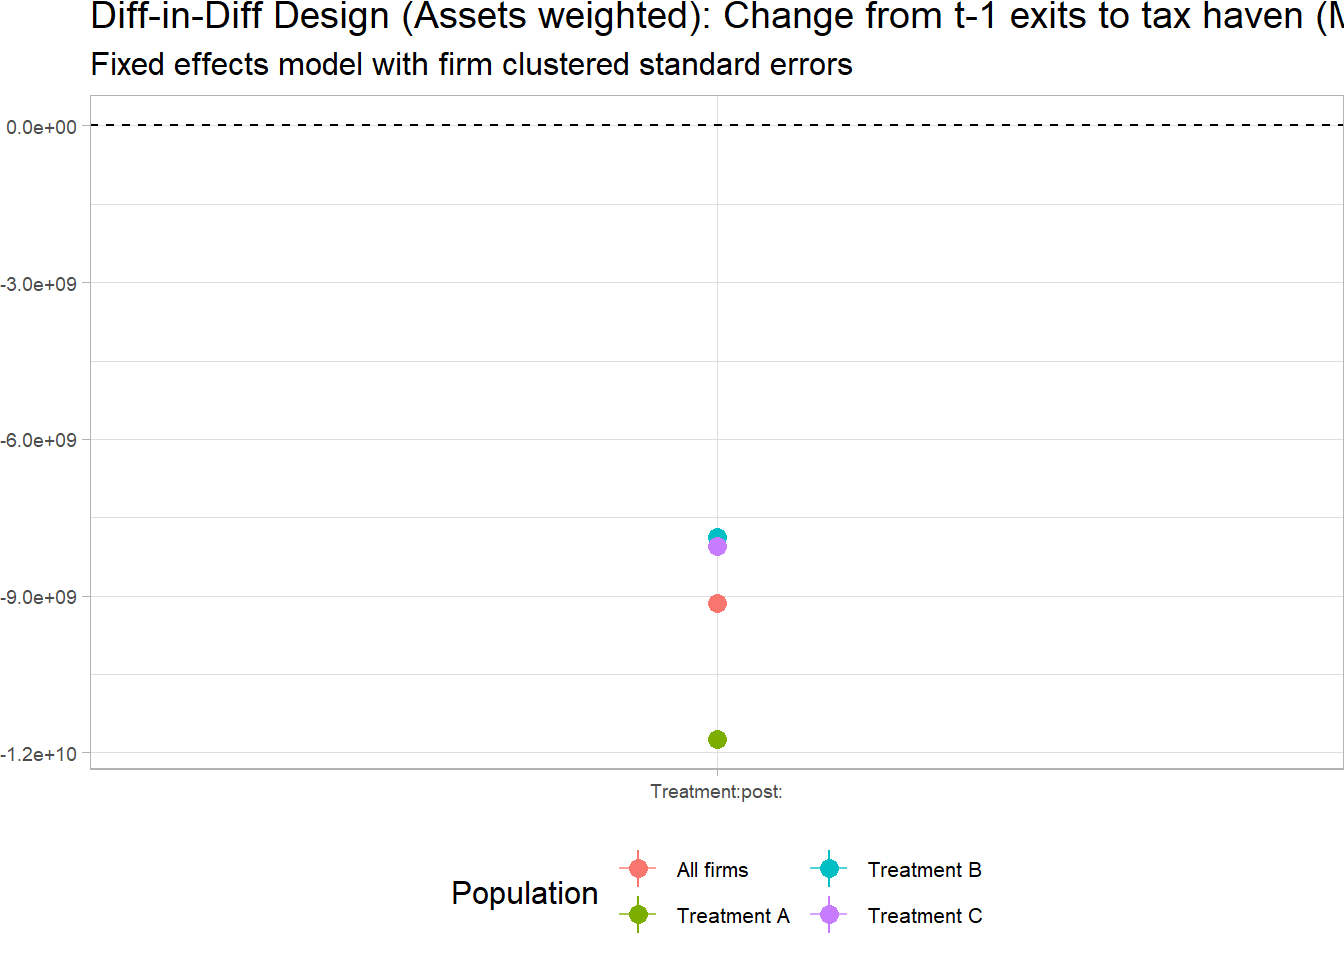 Diff-in-Diff Design (Assets weighted): Change from t-1 exits to tax haven (M
Fixed effects model with firm clustered standard errors
0.0e+00
-3.0e+09
-6.0e+09
-9.0e+09
-1.2e+10
Treatment:post:
Population
All firms
Treatment B
Treatment A
Treatment C